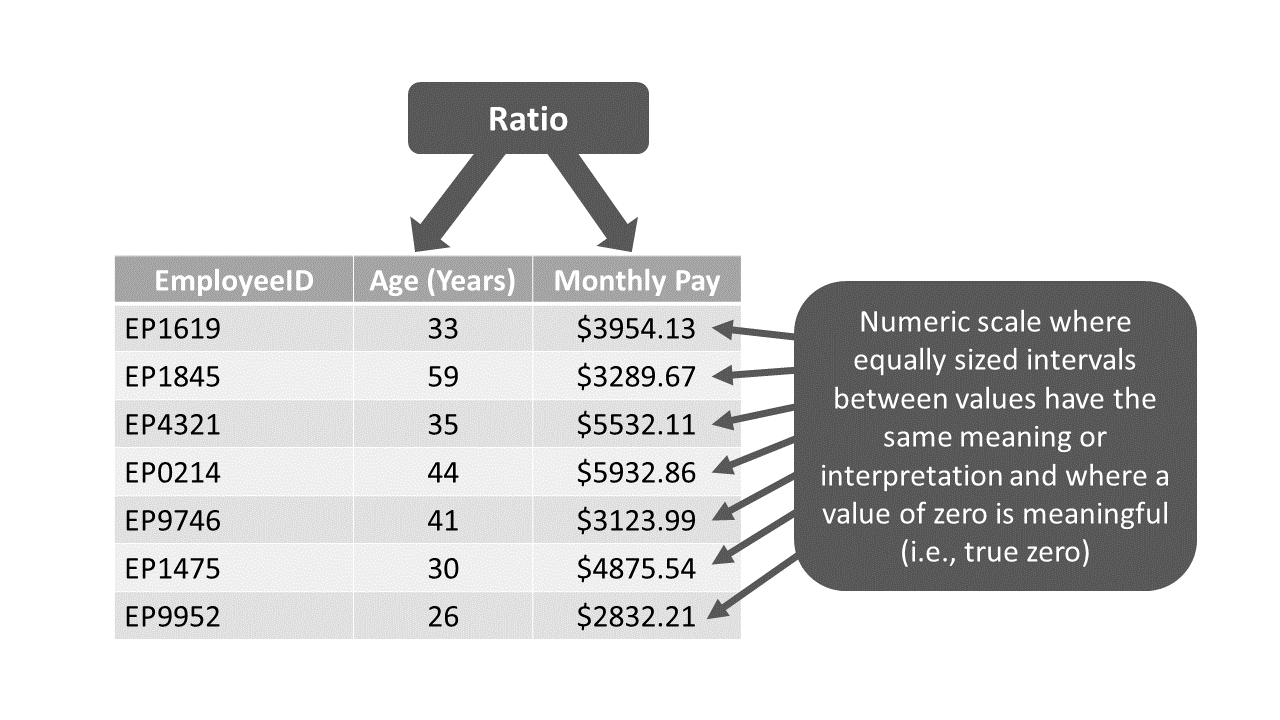 Ratio
EmployeeID Age (Years) Monthly Pay
EP1619 33 $3954.13
EP1845 59 $3289.67
EP4321 35 $5532.11
EP0214 44 $5932.86
EP9746 41 $3123.99
EP1475 30 $4875.54
EP9952 26 $2832.21
Numeric scale where
equally sized intervals
between values have the
same meaning or
interpretation and where a
value of zero is meaningful
(i.e., true zero)